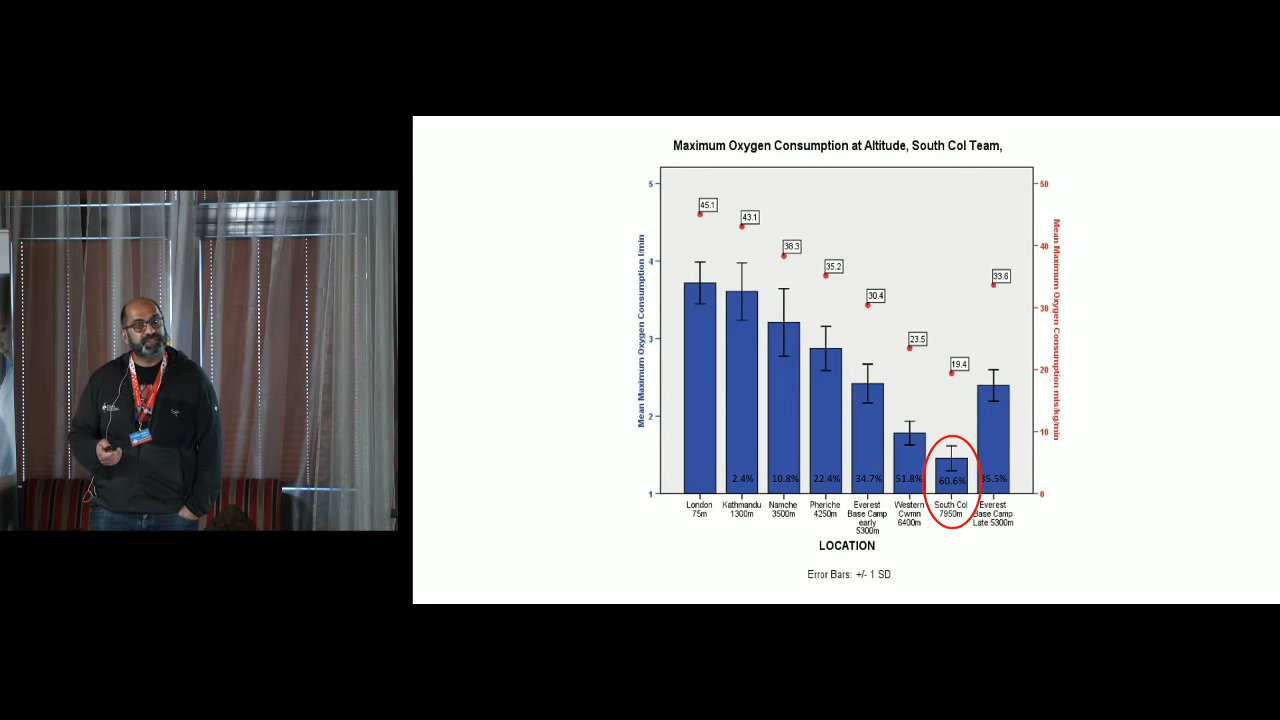 Maximum Oxygen Consumption at Altitude, South Col Team,
Mean Maximum Oxygen Consumption l/min
5
4
3
2
1
45.1
43.1
38.3
35.2
30.4
23.5
19.4
33.6
2.4%
10.8%
22.4%
34.7%
51.8%
60.6%
35.5%
50
40
30
20
10
0
Mean Maximum Oxygen Consumption mls/kg/min
London
75m
Kathmandu
1300m
Namche
3500m
Pheriche
4250m
Everest
Base Camp
early
5300m
Western
Cwmn
6400m
South Col
7950m
Everest
Base Camp
Late 5300m
LOCATION
Error Bars: +/- 1 SD